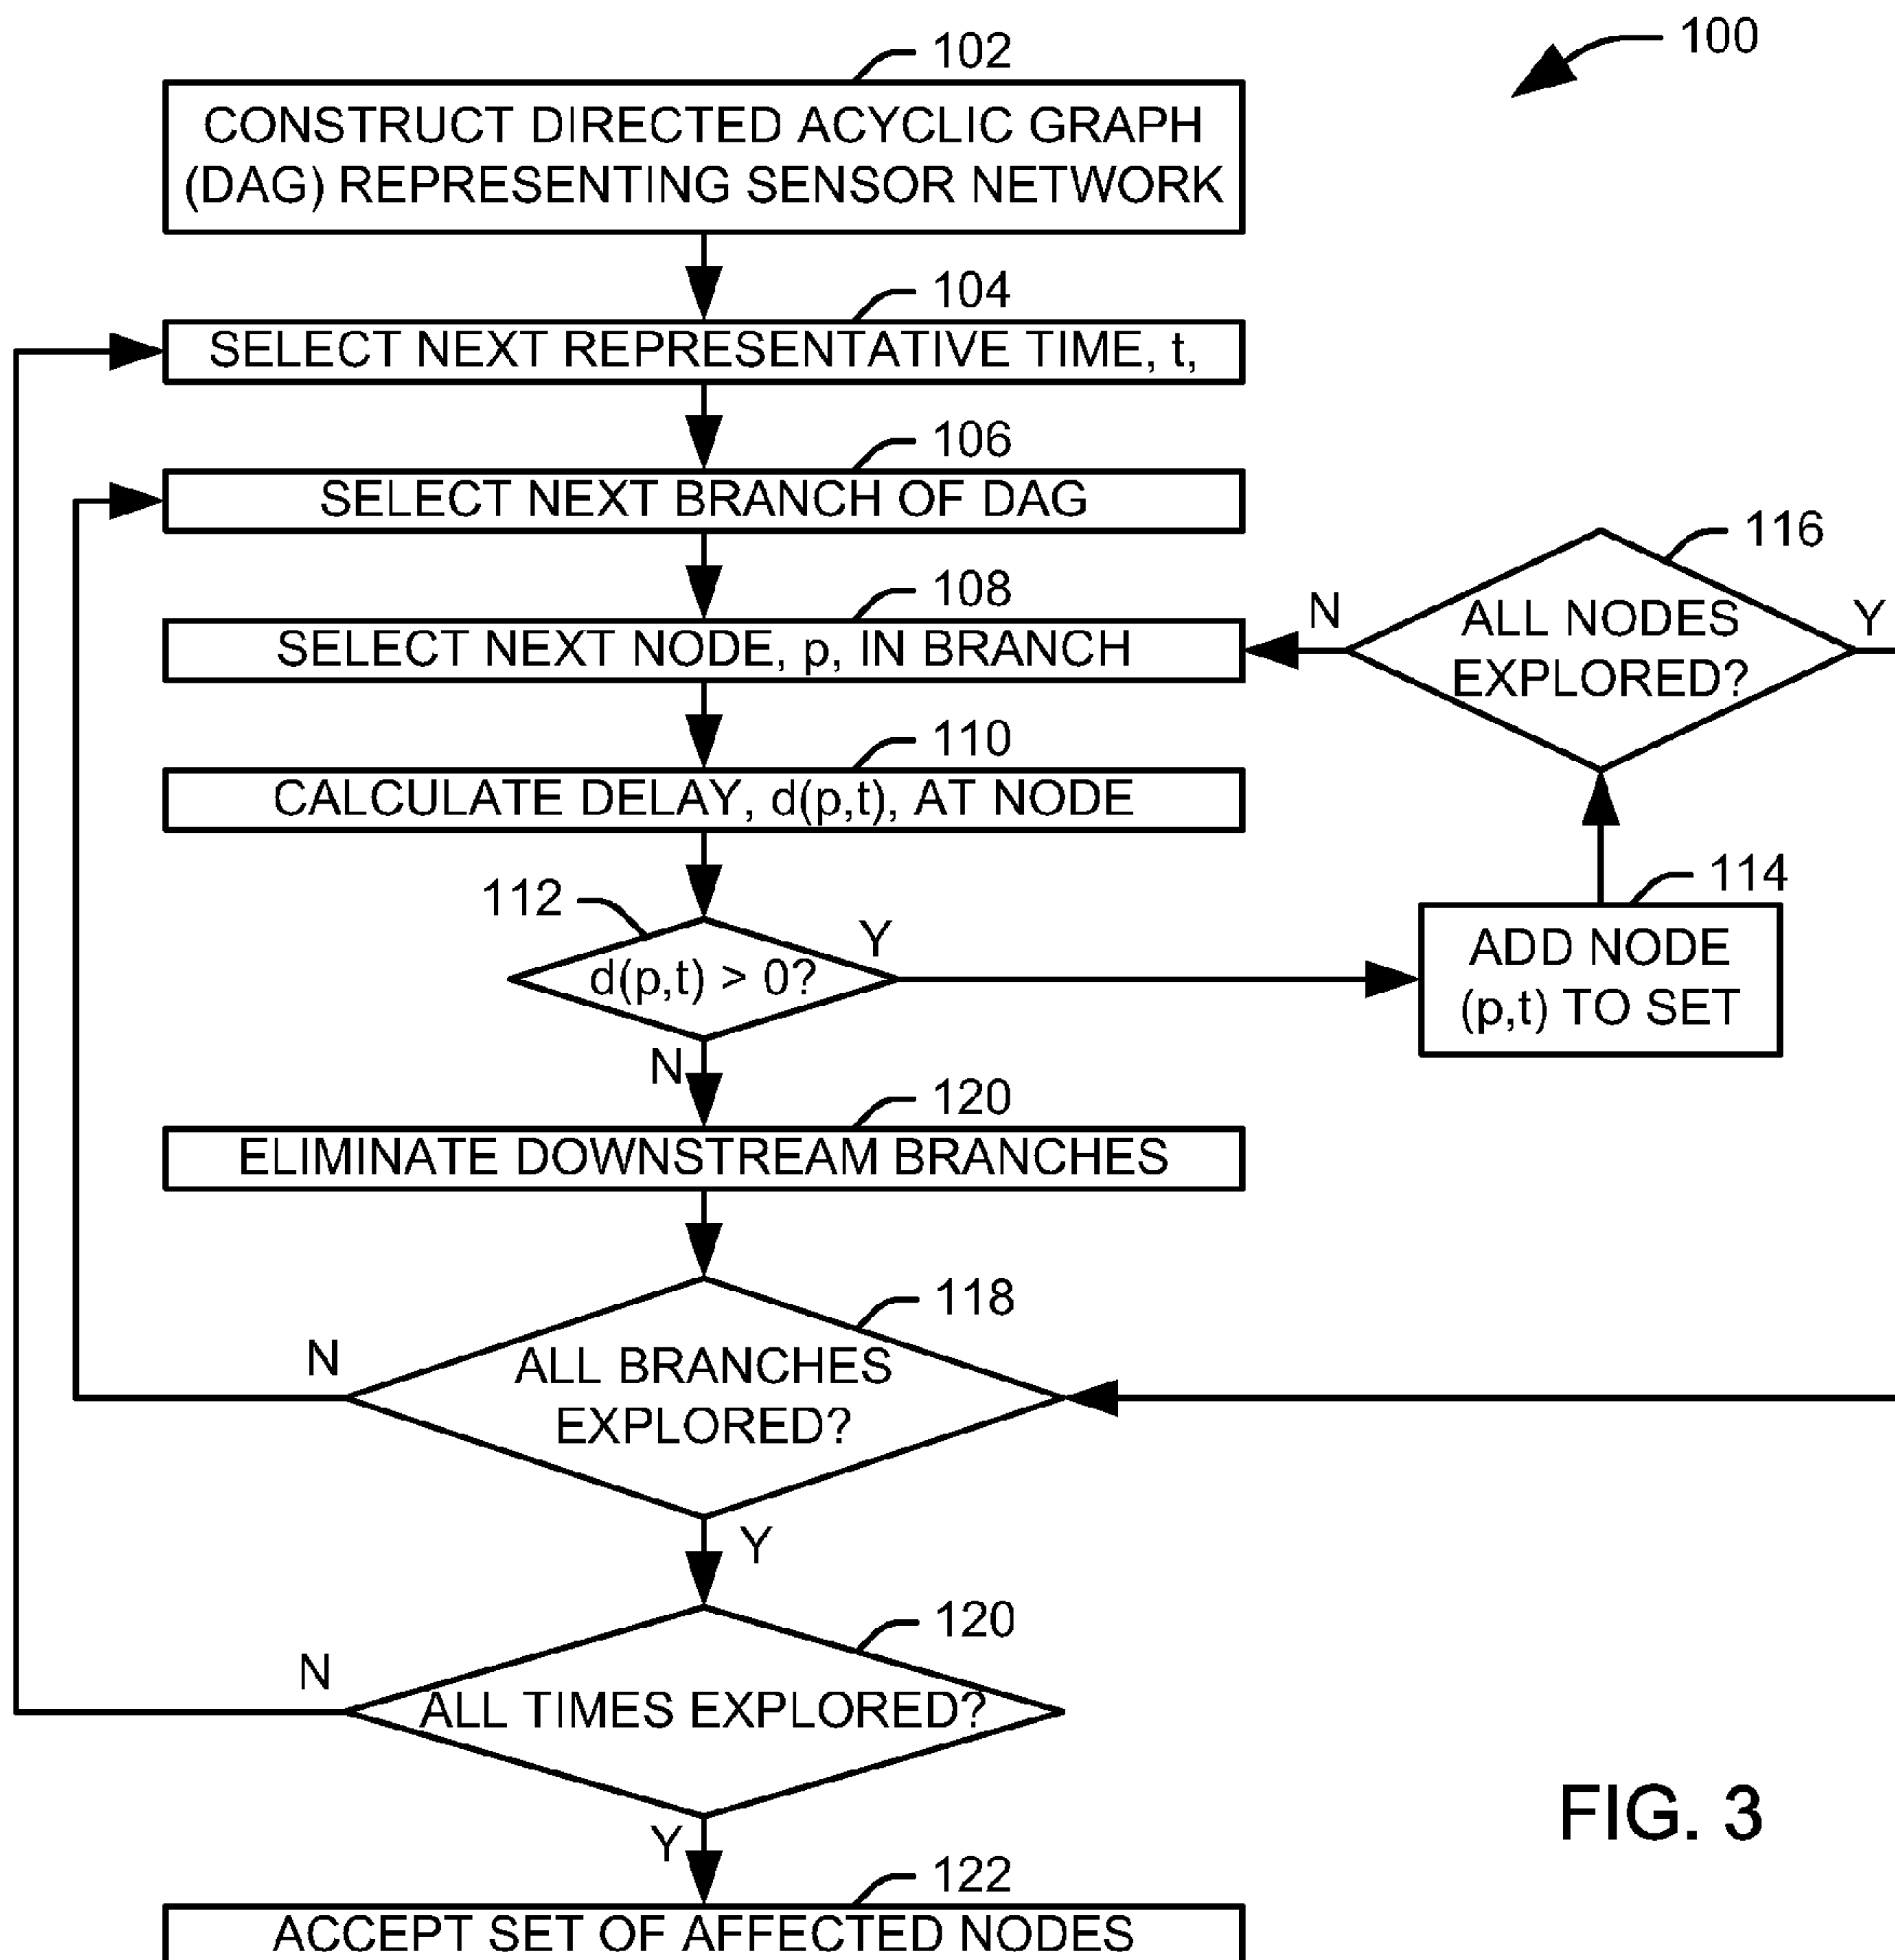 100
102
CONSTRUCT DIRECTED ACYCLIC GRAPH
(DAG) REPRESENTING SENSOR NETWORK
104
SELECT NEXT REPRESENTATIVE TIME, t,
106
SELECT NEXT BRANCH OF DAG
108
SELECT NEXT NODE, p, IN BRANCH
110
CALCULATE DELAY, d(p,t), AT NODE
112
d(p,t) > 0?
Y
N
114
ADD NODE
(p,t) TO SET
116
ALL NODES
EXPLORED?
N
Y
120
ELIMINATE DOWNSTREAM BRANCHES
118
ALL BRANCHES
EXPLORED?
N
Y
120
ALL TIMES EXPLORED?
N
Y
122
ACCEPT SET OF AFFECTED NODES
FIG. 3